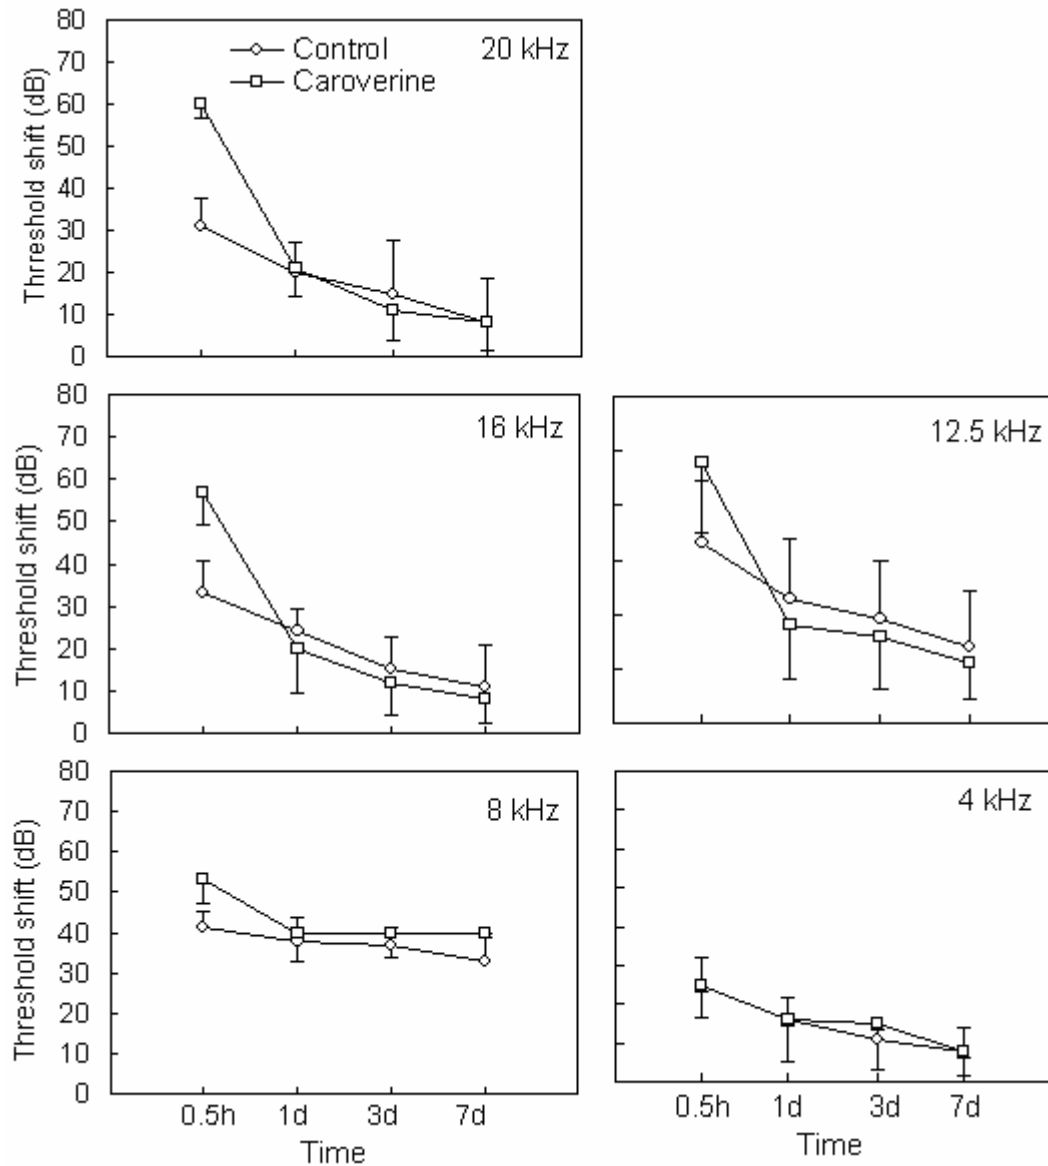 80
70
60
50
40
30
20
10
0
Thrreshold shift (dB)
Control
Caroverine
20 kHz
80
70
60
50
40
30
20
10
0
Threshold shift (dB)
16 kHz
12.5 kHz
80
70
60
50
40
30
20
10
0
Threshold shift (dB)
8 kHz
4 kHz
0.5h 1d 3d 7d
Time
0.5h 1d 3d 7d
Time